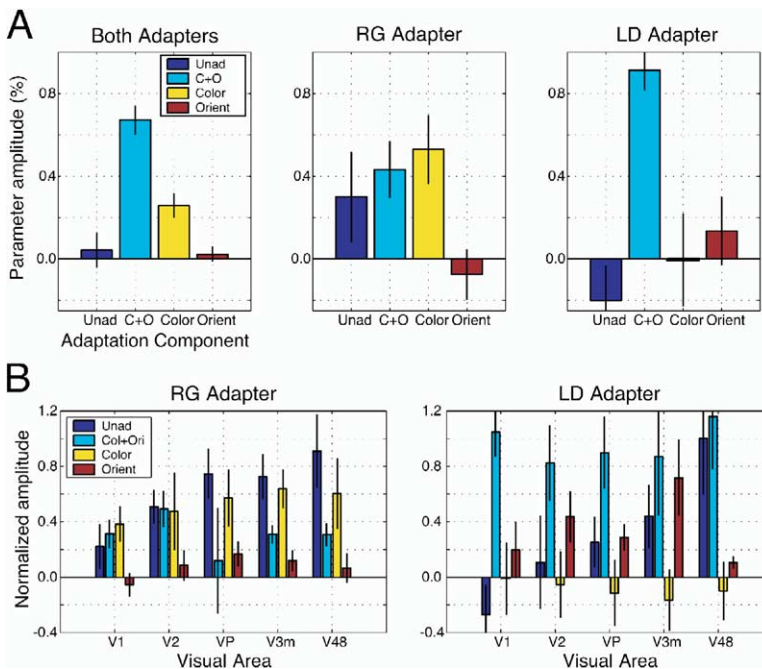 A
Both Adapters
RG Adapter
LD Adapter
Parameter amplitude (%)
0.8
0.4
0.0
Unad
C+O
Color
Orient
0.8
0.4
0.0
0.8
0.4
0.0
Unad C+O Color Orient
Unad C+O Color Orient
Unad C+O Color Orient
Adaptation Component
B
RG Adapter
LD Adapter
Normalized amplitude
1.2
0.8
0.4
0.0
-0.4
Unad
Col+Ori
Color
Orient
1.2
0.8
0.4
0.0
-0.4
V1 V2 VP V3m V48
V1 V2 VP V3m V48
Visual Area
Visual Area